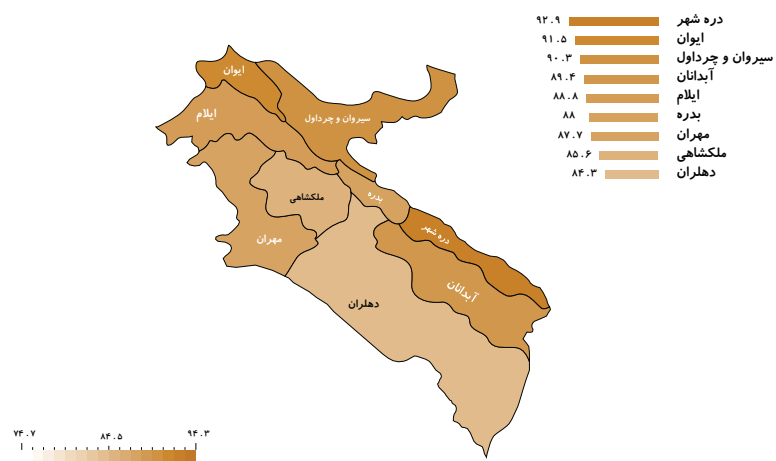 دره شهر ۹۲.۹
ایوان ۹۱.۵
سیروان و چرداول ۹۰.۳
آبدانان ۸۹.۴
ایلام ۸۸.۸
بدره ۸۸
مهران ۸۷.۷
ملکشاهی ۸۵.۶
دهلران ۸۴.۳
ایوان
ایلام
سیروان و چرداول
ملکشاهی
بدره
مهران
دره شهر
آبدانان
دهلران
۷۴.۷ ۸۴.۵ ۹۴.۳